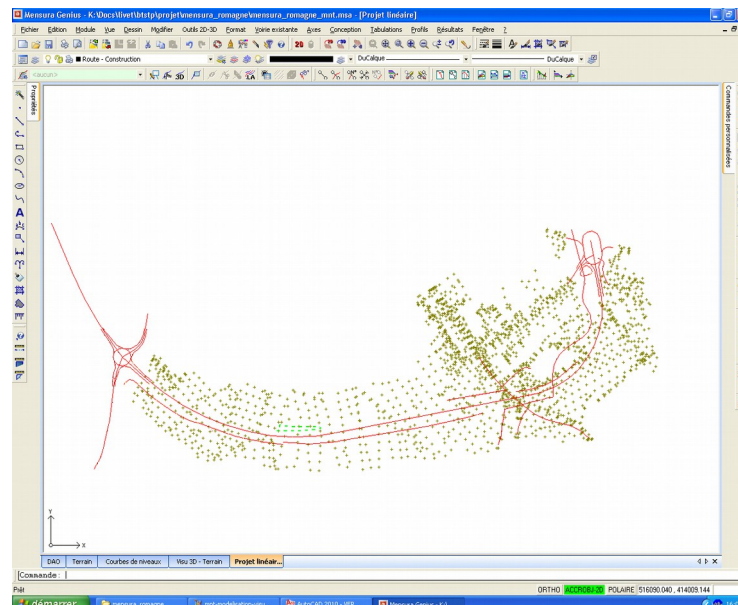 Mensura Genius - K:\Docs\livet\btstp\projet\mensura_romagne\mensura_romagne_mnt.msa - [Projet linéaire]
Fichier Edition Module Vue Dessin Modifier Outils 2D-3D Format Voirie existante Axes Conception Tabulations Profils Résultats Fenêtre ?
Route - Construction DuCalque DuCalque
<aucun> 3D
Propriétés
Commandes personnalisées
A
Y
X
DAO Terrain Courbes de niveaux Visu 3D - Terrain Projet linéair...
Commande:
Prêt ORTHO ACCROBJ-2D POLAIRE 516090.040 , 414009.144
démarrer mensura_romagne AutoCAD 2010 - VER Mensura Genius - K:\